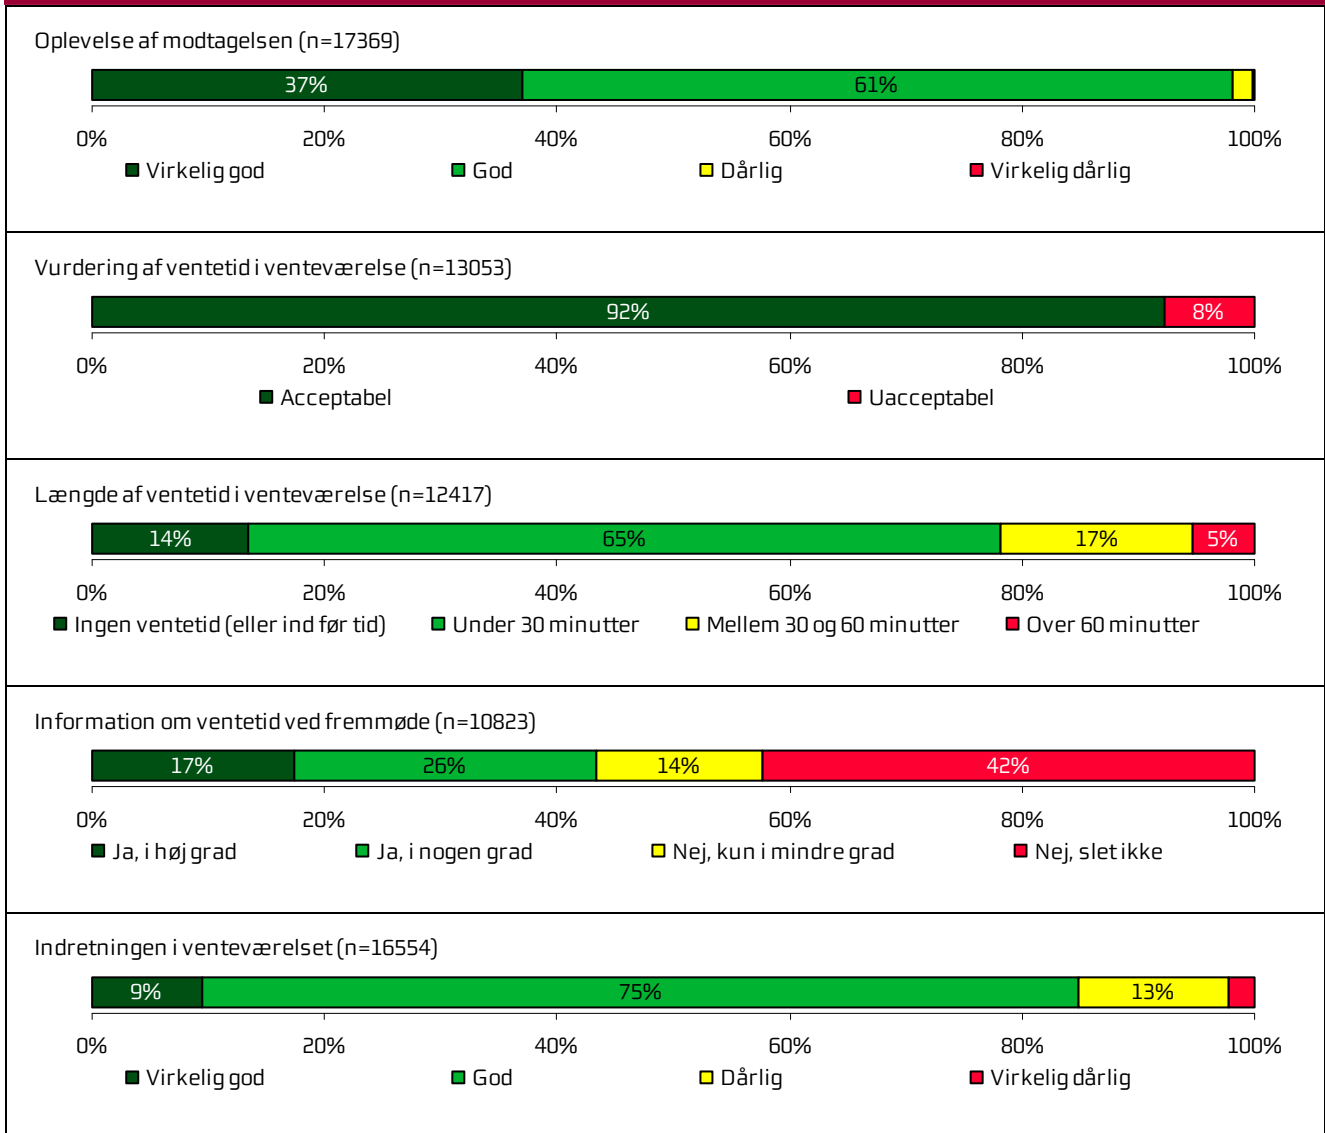 Oplevelse af modtagelsen (n=17369)
37% 61%
0% 20% 40% 60% 80% 100%
Virkelig god God Dårlig Virkelig dårlig
Vurdering af ventetid i venteværelse (n=13053)
92% 8%
0% 20% 40% 60% 80% 100%
Acceptabel Uacceptabel
Længde af ventetid i venteværelse (n=12417)
14% 65% 17% 5%
0% 20% 40% 60% 80% 100%
Ingen ventetid (eller ind før tid) Under 30 minutter Mellem 30 og 60 minutter Over 60 minutter
Information om ventetid ved fremmøde (n=10823)
17% 26% 14% 42%
0% 20% 40% 60% 80% 100%
Ja, i høj grad Ja, i nogen grad Nej, kun i mindre grad Nej, slet ikke
Indretningen i venteværelset (n=16554)
9% 75% 13%
0% 20% 40% 60% 80% 100%
Virkelig god God Dårlig Virkelig dårlig